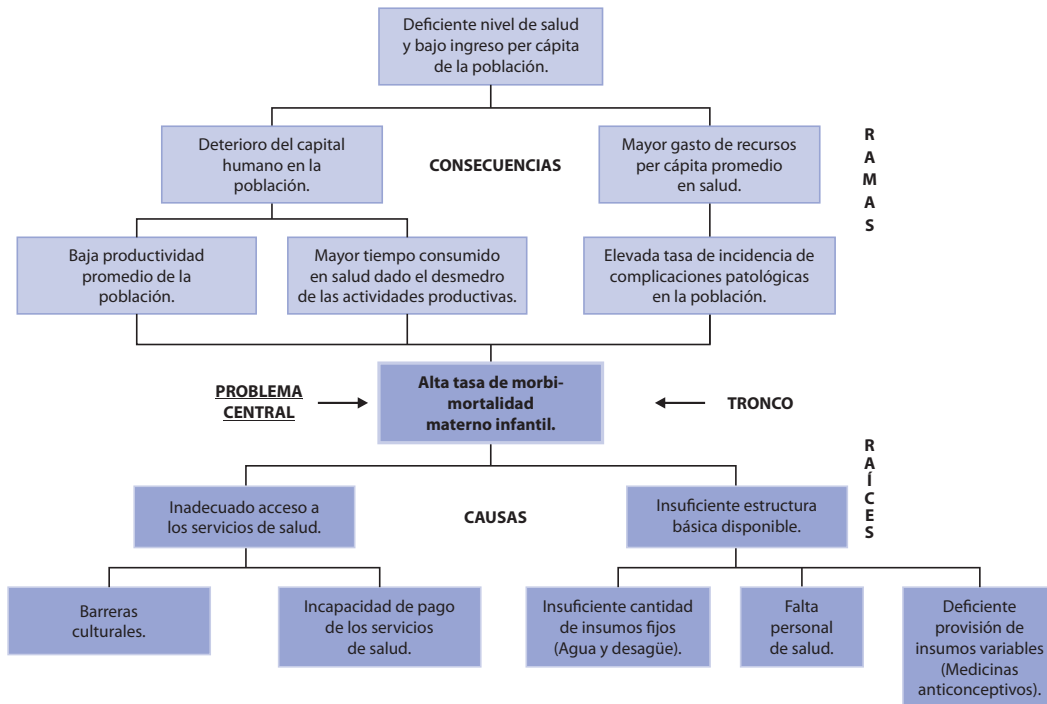 Deficiente nivel de salud
y bajo ingreso per cápita
de la población.
Deterioro del capital
humano en la
población.
CONSECUENCIAS
Mayor gasto de recursos
per cápita promedio
en salud.
RAMAS
Baja productividad
promedio de la
población.
Mayor tiempo consumido
en salud dado el desmedro
de las actividades productivas.
Elevada tasa de incidencia de
complicaciones patológicas
en la población.
PROBLEMA
CENTRAL
Alta tasa de morbi-
mortalidad
materno infantil.
TRONCO
RAÍCES
Inadecuado acceso a
los servicios de salud.
CAUSAS
Insuficiente estructura
básica disponible.
Barreras
culturales.
Incapacidad de pago
de los servicios
de salud.
Insuficiente cantidad
de insumos fijos
(Agua y desagüe).
Falta
personal
de salud.
Deficiente
provisión de
insumos variables
(Medicinas
anticonceptivos).